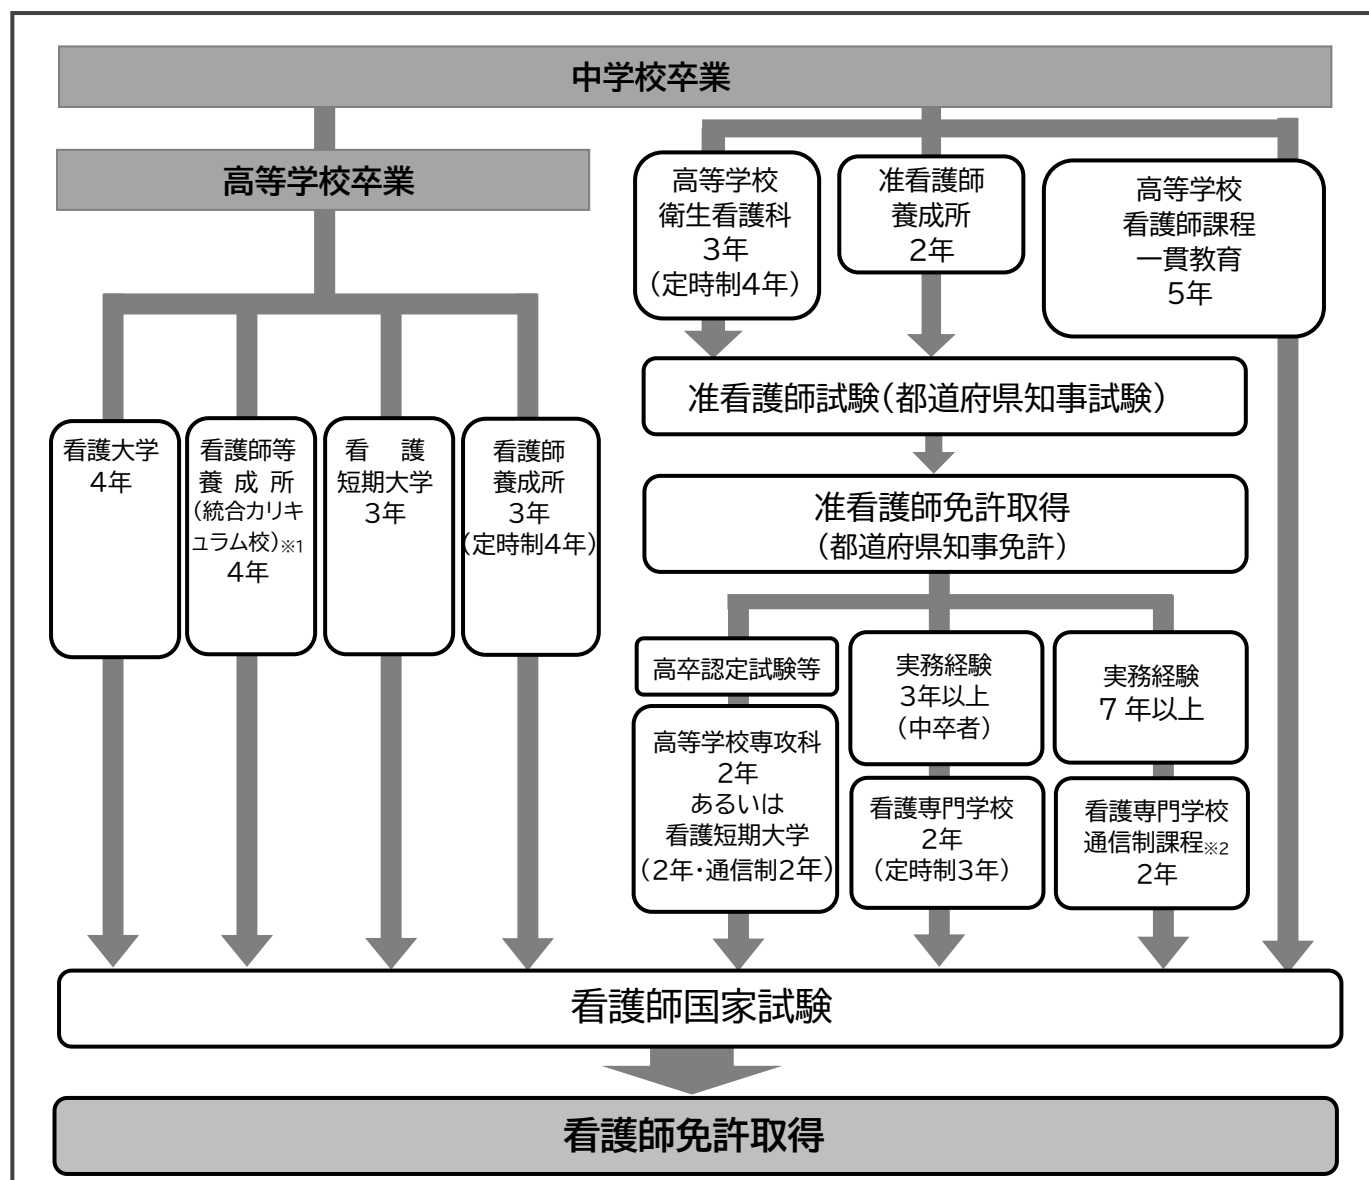 中学校卒業
高等学校卒業
高等学校
衛生看護科
3年
(定時制4年)
准看護師
養成所
2年
高等学校
看護師課程
一貫教育
5年
准看護師試験(都道府県知事試験)
准看護師免許取得
(都道府県知事免許)
看護大学
4年
看護師等
養成所
(統合カリキ
ュラム校)※1
4年
看　護
短期大学
3年
看護師
養成所
3年
(定時制4年)
高卒認定試験等
高等学校専攻科
2年
あるいは
看護短期大学
(2年・通信制2年)
実務経験
3年以上
(中卒者)
看護専門学校
2年
(定時制3年)
実務経験
7年以上
看護専門学校
通信制課程※2
2年
看護師国家試験
看護師免許取得